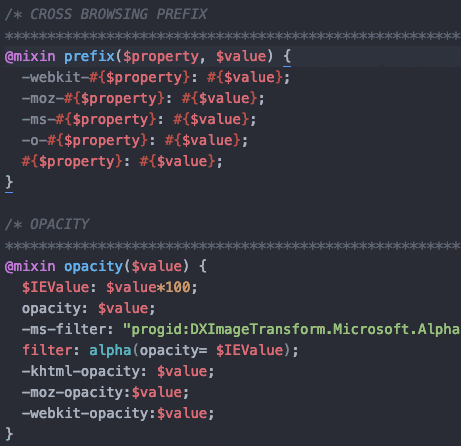 /* CROSS BROWSING PREFIX
******************************************************
@mixin prefix($property, $value) {
-webkit-#{$property}: #{$value};
-moz-#{$property}: #{$value};
-ms-#{$property}: #{$value};
-o-#{$property}: #{$value};
#{$property}: #{$value};
}
/* OPACITY
******************************************************
@mixin opacity($value) {
$IEValue: $value*100;
opacity: $value;
-ms-filter: "progid:DXImageTransform.Microsoft.Alpha
filter: alpha(opacity= $IEValue);
-khtml-opacity: $value;
-moz-opacity:$value;
-webkit-opacity:$value;
}